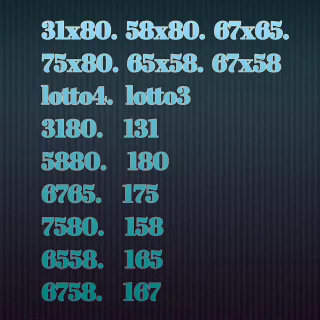 31x80. 58x80. 67x65.
75x80. 65x58. 67x58
lotto4. lotto3
3180. 131
5880. 180
6765. 175
7580. 158
6558. 165
6758. 167